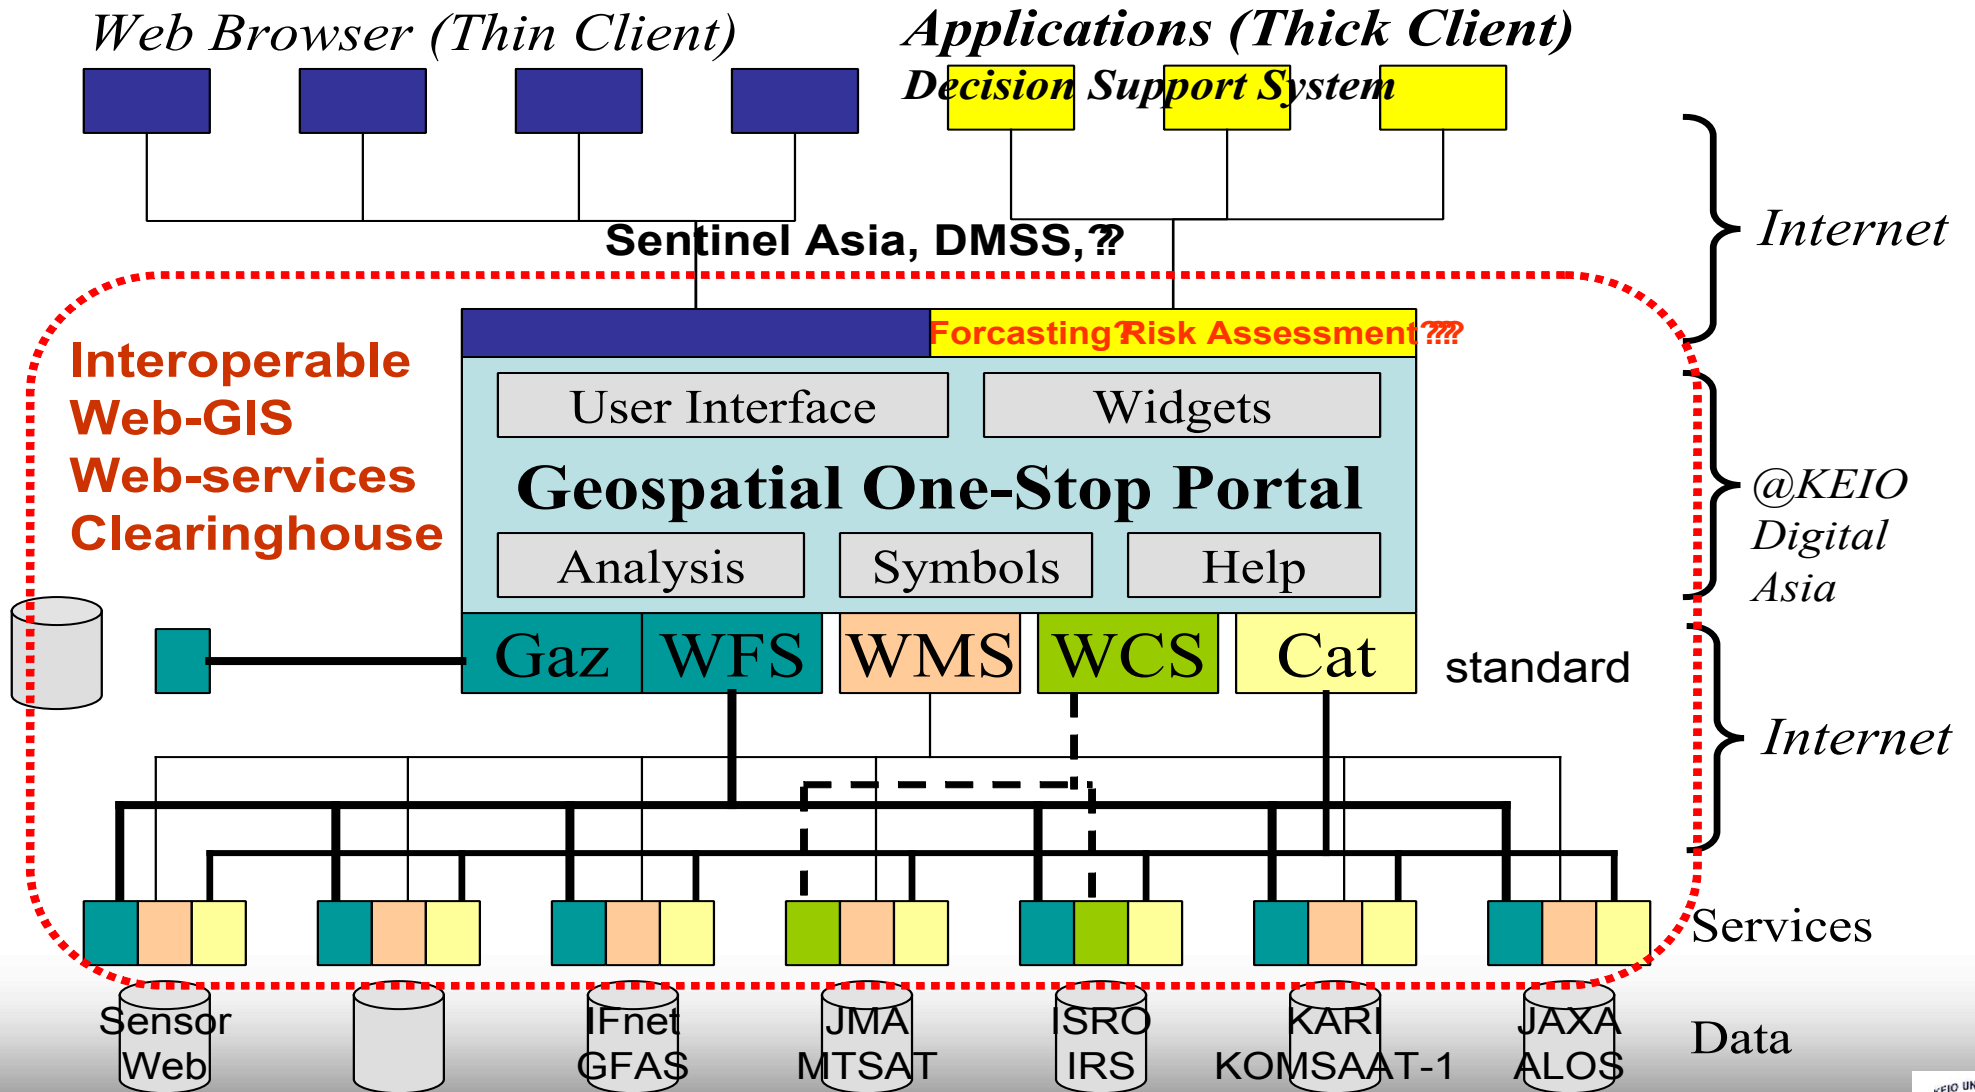 Web Browser (Thin Client)
Applications (Thick Client)
Decision Support System
Sentinel Asia, DMSS,??
Internet
Forcasting?Risk Assessment????
Interoperable
Web-GIS
Web-services
Clearinghouse
User Interface
Widgets
Geospatial One-Stop Portal
@KEIO
Digital
Asia
Analysis
Symbols
Help
Gaz
WFS
WMS
WCS
Cat
standard
Internet
Services
Sensor
Web
IFnet
GFAS
JMA
MTSAT
ISRO
IRS
KARI
KOMSAAT-1
JAXA
ALOS
Data
KEIO UN